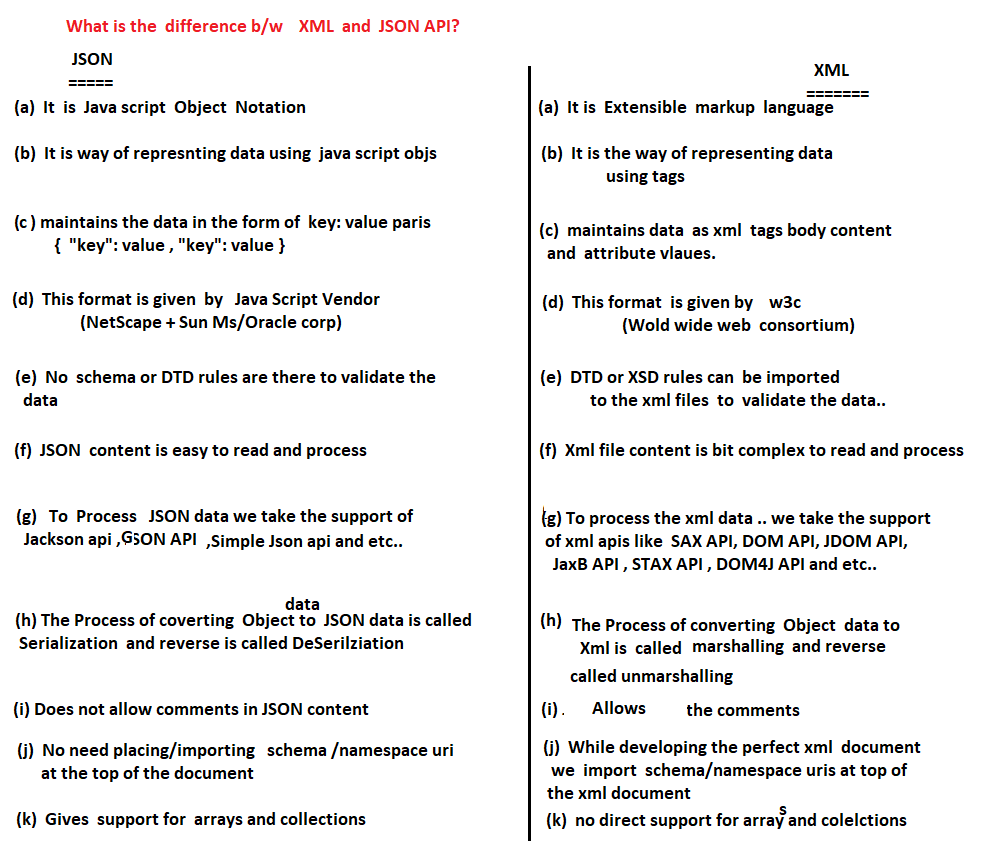 What is the difference b/w XML and JSON API?
JSON
=====
(a) It is Java script Object Notation
(b) It is way of represnting data using java script objs
(c ) maintains the data in the form of key: value paris
{ "key": value , "key": value }
(d) This format is given by Java Script Vendor
(NetScape + Sun Ms/Oracle corp)
(e) No schema or DTD rules are there to validate the
data
(f) JSON content is easy to read and process
(g) To Process JSON data we take the support of
Jackson api ,GSON API ,Simple Json api and etc..
data
(h) The Process of coverting Object to JSON data is called
Serialization and reverse is called DeSerilziation
(i) Does not allow comments in JSON content
(j) No need placing/importing schema /namespace uri
at the top of the document
(k) Gives support for arrays and collections
XML
=======
(a) It is Extensible markup language
(b) It is the way of representing data
using tags
(c) maintains data as xml tags body content
and attribute vlaues.
(d) This format is given by w3c
(Wold wide web consortium)
(e) DTD or XSD rules can be imported
to the xml files to validate the data..
(f) Xml file content is bit complex to read and process
(g) To process the xml data .. we take the support
of xml apis like SAX API, DOM API, JDOM API,
JaxB API , STAX API , DOM4J API and etc..
(h) The Process of converting Object data to
Xml is called marshalling and reverse
called unmarshalling
(i) . Allows the comments
(j) While developing the perfect xml document
we import schema/namespace uris at top of
the xml document
(k) no direct support for arrays and colelctions